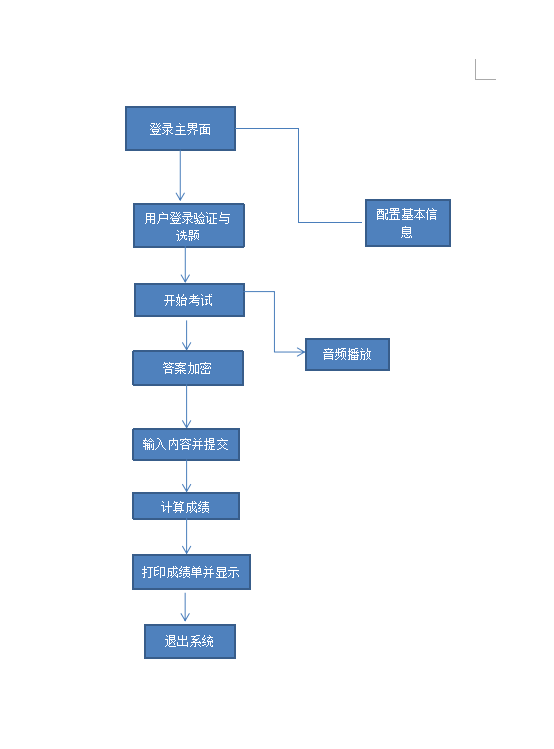 登录主界面
用户登录验证与
选题
配置基本信
息
开始考试
音频播放
答案加密
输入内容并提交
计算成绩
打印成绩单并显示
退出系统